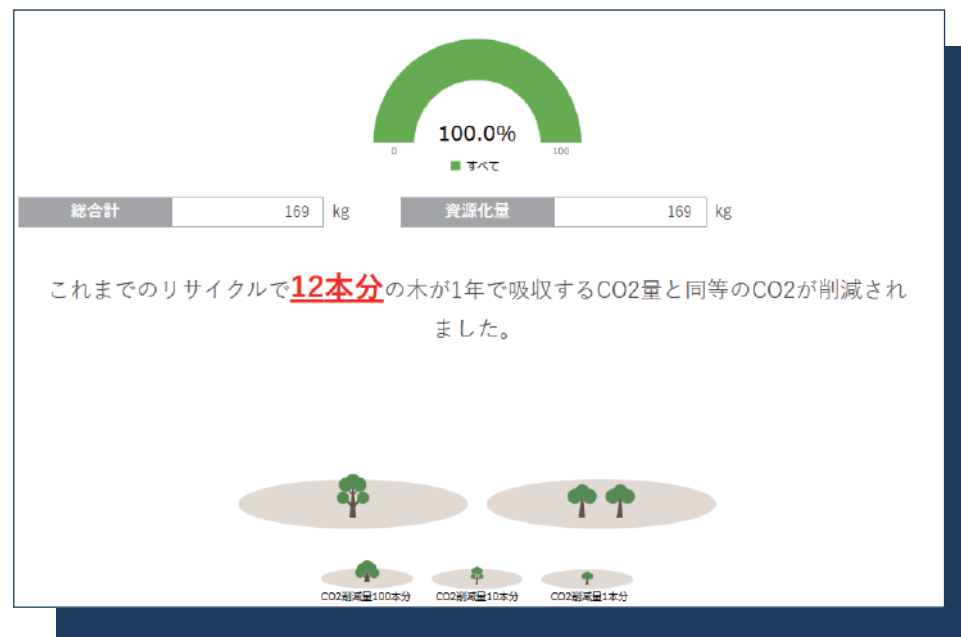 100.0%
0 100
すべて
総合計 169 kg 資源化量 169 kg
これまでのリサイクルで12本分の木が1年で吸収するCO2量と同等のCO2が削減され
ました。
CO2削減量100本分 CO2削減量10本分 CO2削減量1本分